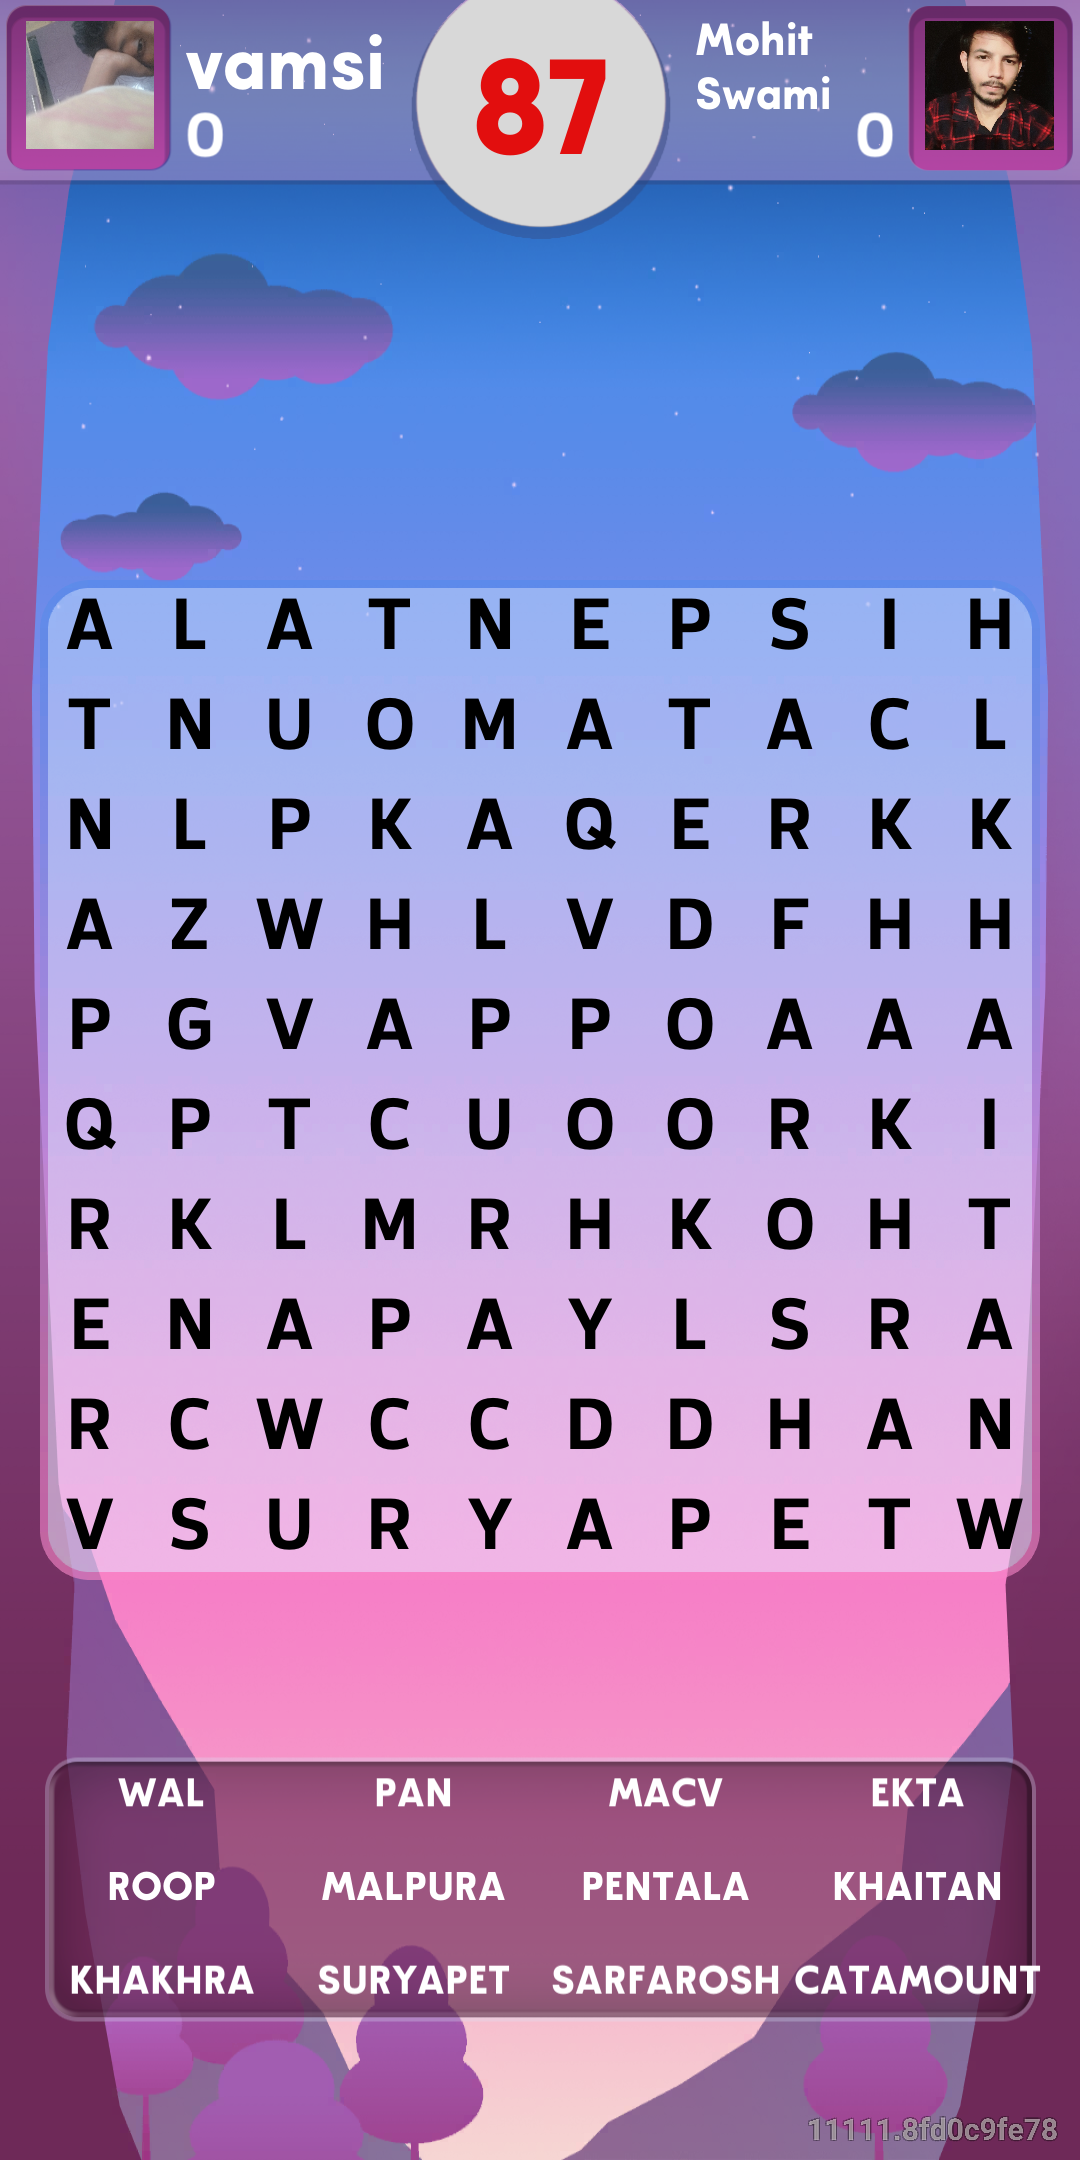 vamsi
0
87
Mohit
Swami
0
A L A T N E P S I H
T N U O M A T A C L
N L P K A Q E R K K
A Z W H L V D F H H
P G V A P P O A A A
Q P T C U O O R K I
R K L M R H K O H T
E N A P A Y L S R A
R C W C C D D H A N
V S U R Y A P E T W
WAL PAN MACV EKTA
ROOP MALPURA PENTALA KHAITAN
KHAKHRA SURYAPET SARFAROSH CATAMOUNT
11111.8fd0c9fe78